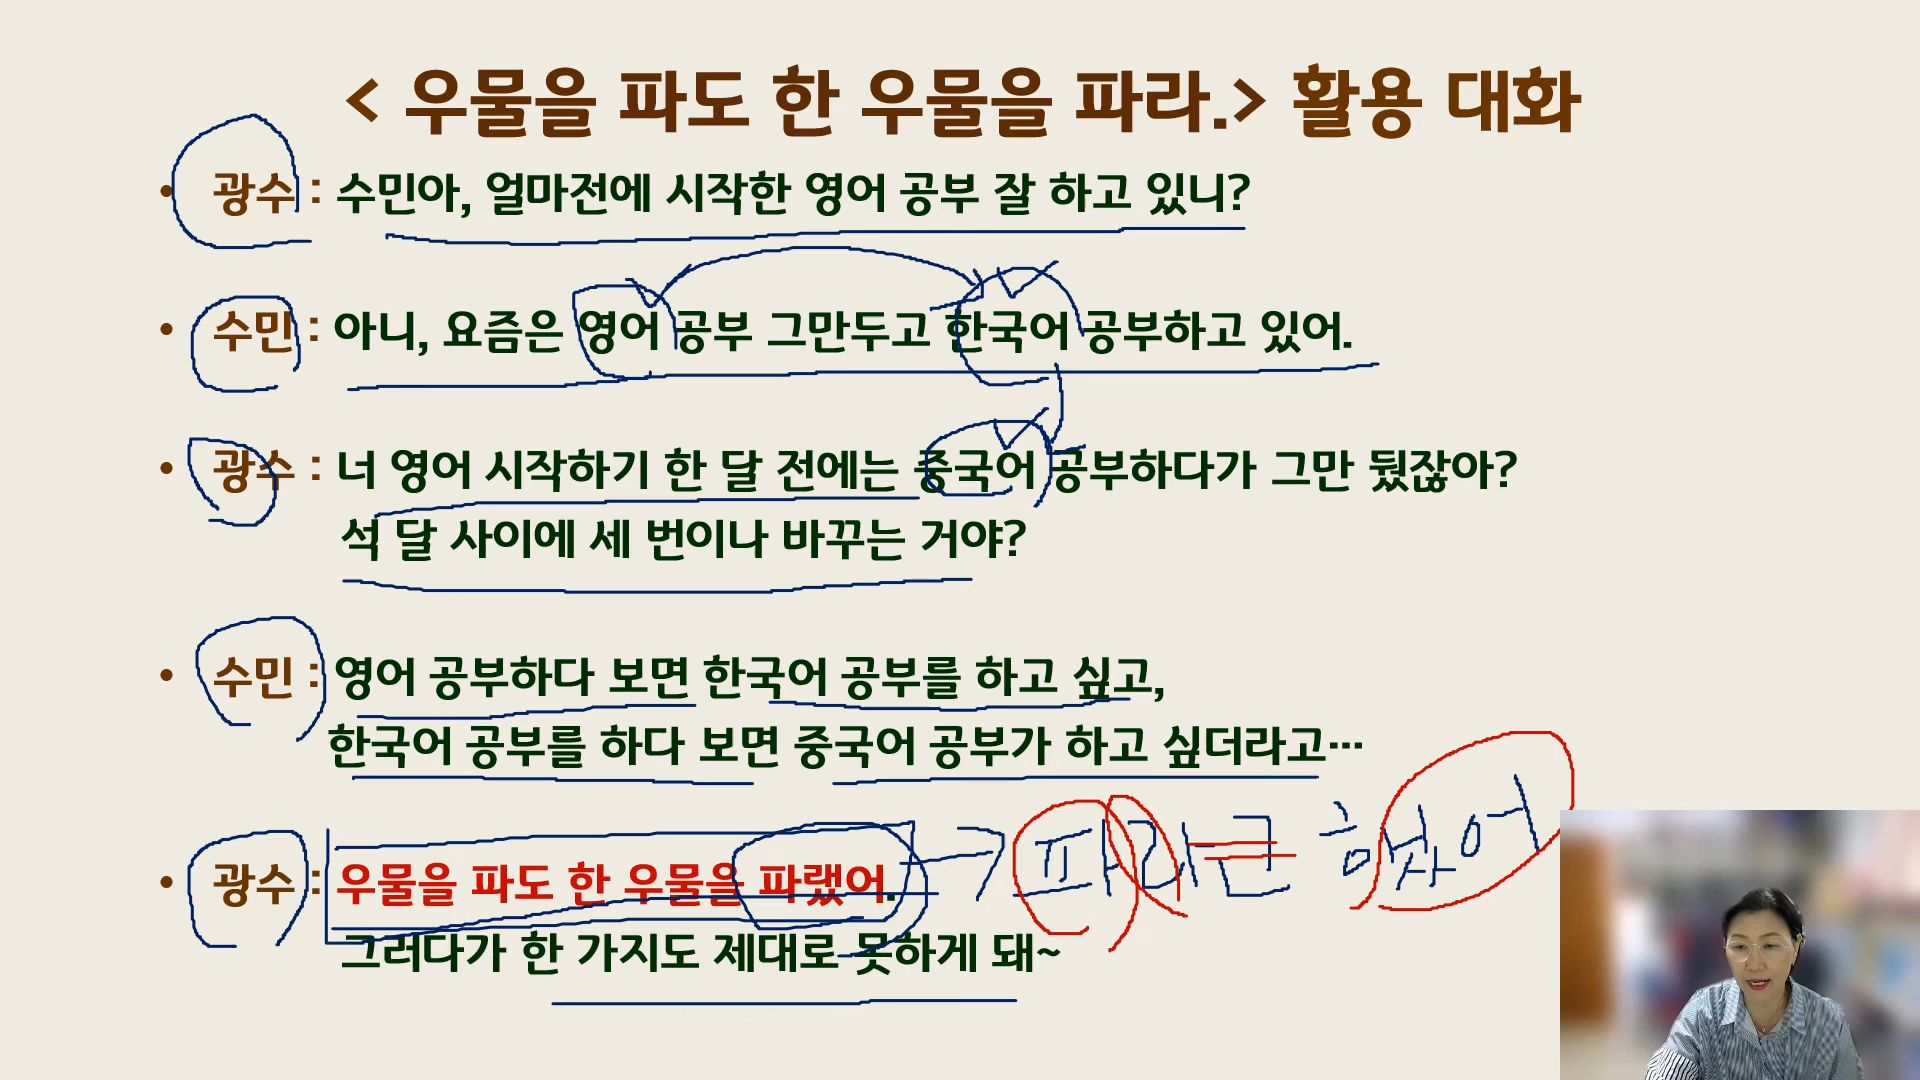 < 우물을 파도 한 우물을 파라.> 활용 대화
• 광수 : 수민아, 얼마전에 시작한 영어 공부 잘 하고 있니?
• 수민 : 아니, 요즘은 영어 공부 그만두고 한국어 공부하고 있어.
• 광수 : 너 영어 시작하기 한 달 전에는 중국어 공부하다가 그만 뒀잖아?
석 달 사이에 세 번이나 바꾸는 거야?
• 수민 : 영어 공부하다 보면 한국어 공부를 하고 싶고,
한국어 공부를 하다 보면 중국어 공부가 하고 싶더라고…
• 광수 : 우물을 파도 한 우물을 파랬어. 파라고 했어
그러다가 한 가지도 제대로 못하게 돼~